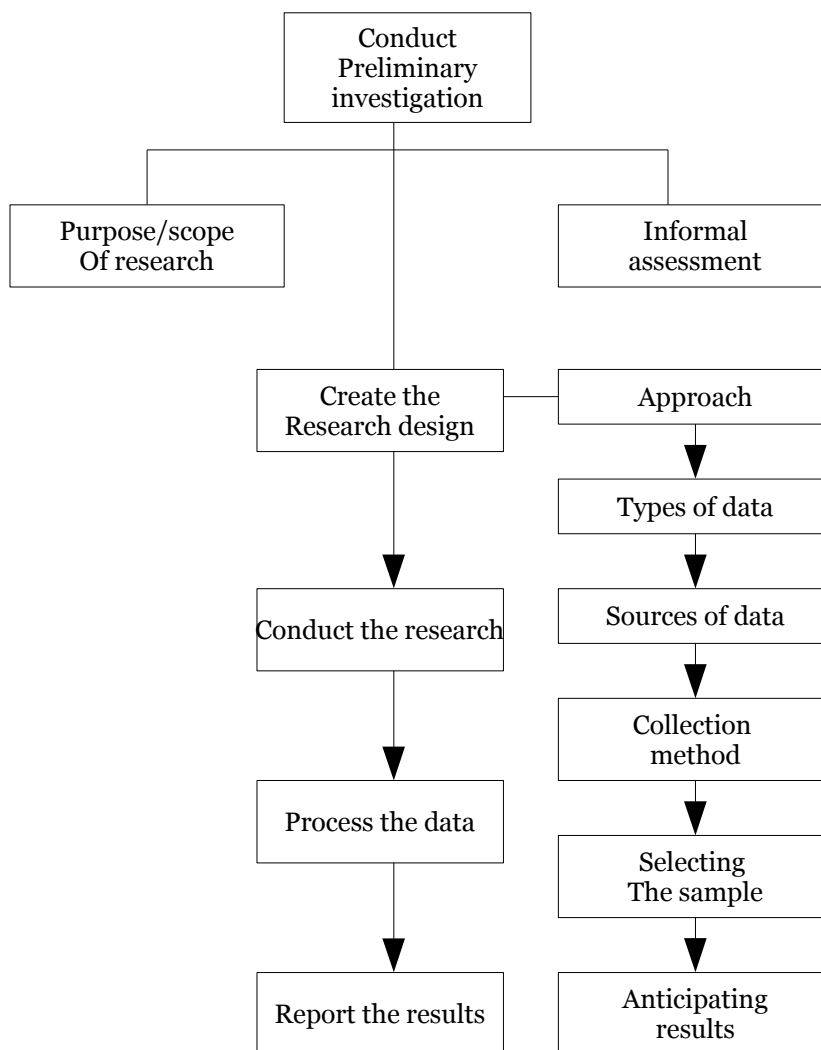 Conduct
Preliminary
investigation
Purpose/scope
Of research
Informal
assessment
Create the
Research design
Approach
Types of data
Conduct the research
Sources of data
Collection
method
Process the data
Selecting
The sample
Report the results
Anticipating
results